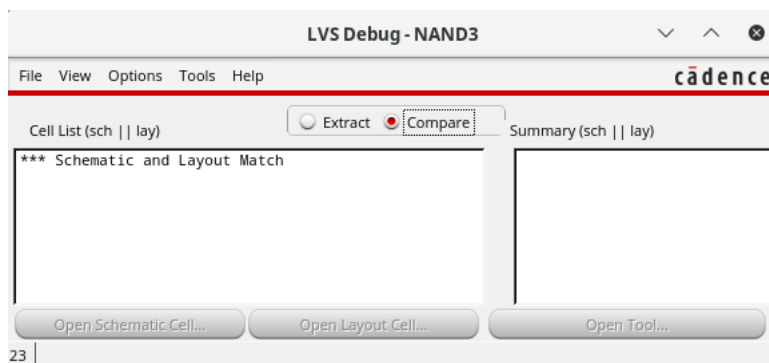 LVS Debug - NAND3
File View Options Tools Help cādence
Extract Compare
Cell List (sch || lay) Summary (sch || lay)
*** Schematic and Layout Match
Open Schematic Cell... Open Layout Cell... Open Tool...
23